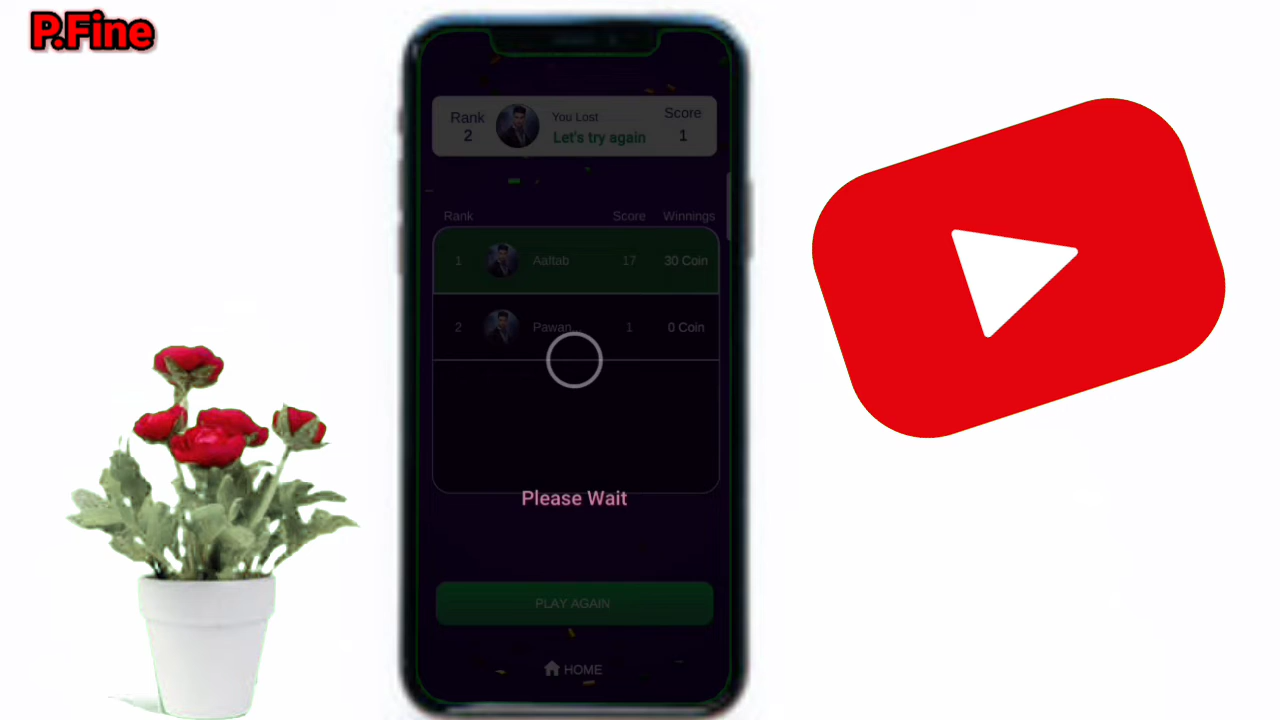 P.Fine
Rank
2
You Lost
Let's try again
Score
1
Rank Score Winnings
1 Aaftab 17 30 Coin
2 Pawan... 1 0 Coin
Please Wait
PLAY AGAIN
HOME